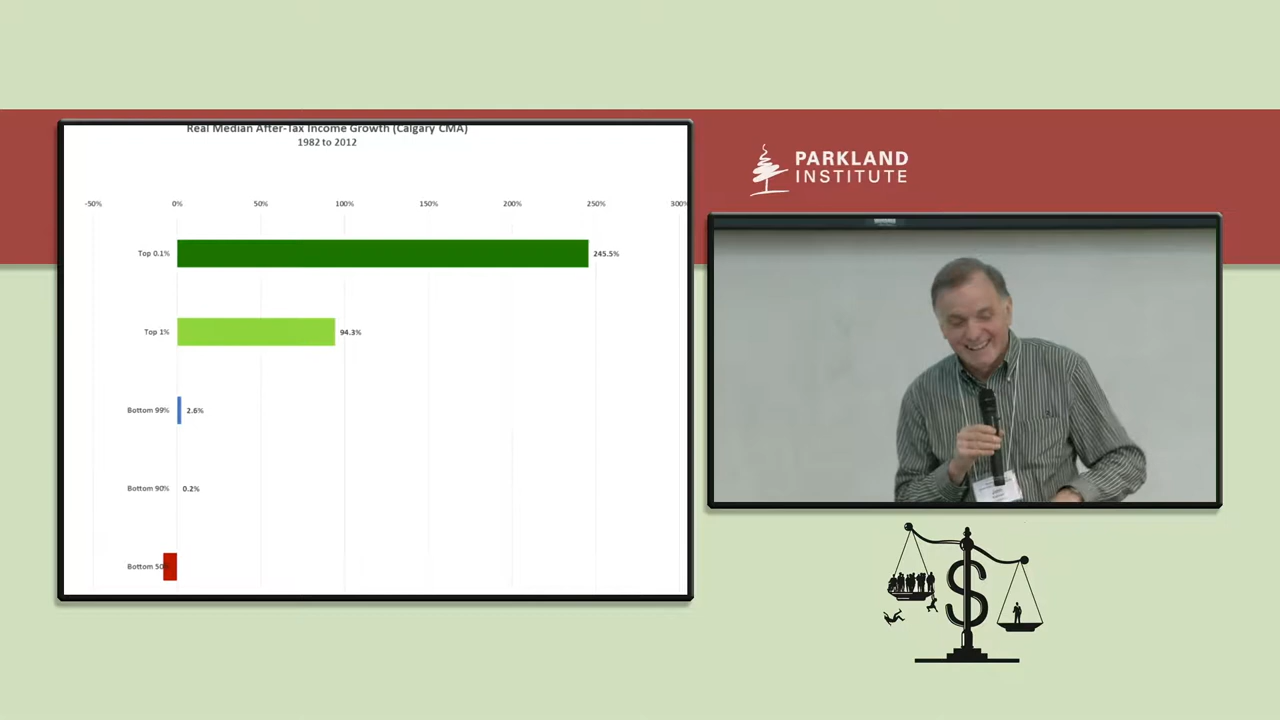 Real Median After-Tax Income Growth (Calgary CMA)
1982 to 2012
-50% 0% 50% 100% 150% 200% 250% 300%
Top 0.1% 245.5%
Top 1% 94.3%
Bottom 99% 2.6%
Bottom 90% 0.2%
Bottom 50%
PARKLAND
INSTITUTE
$